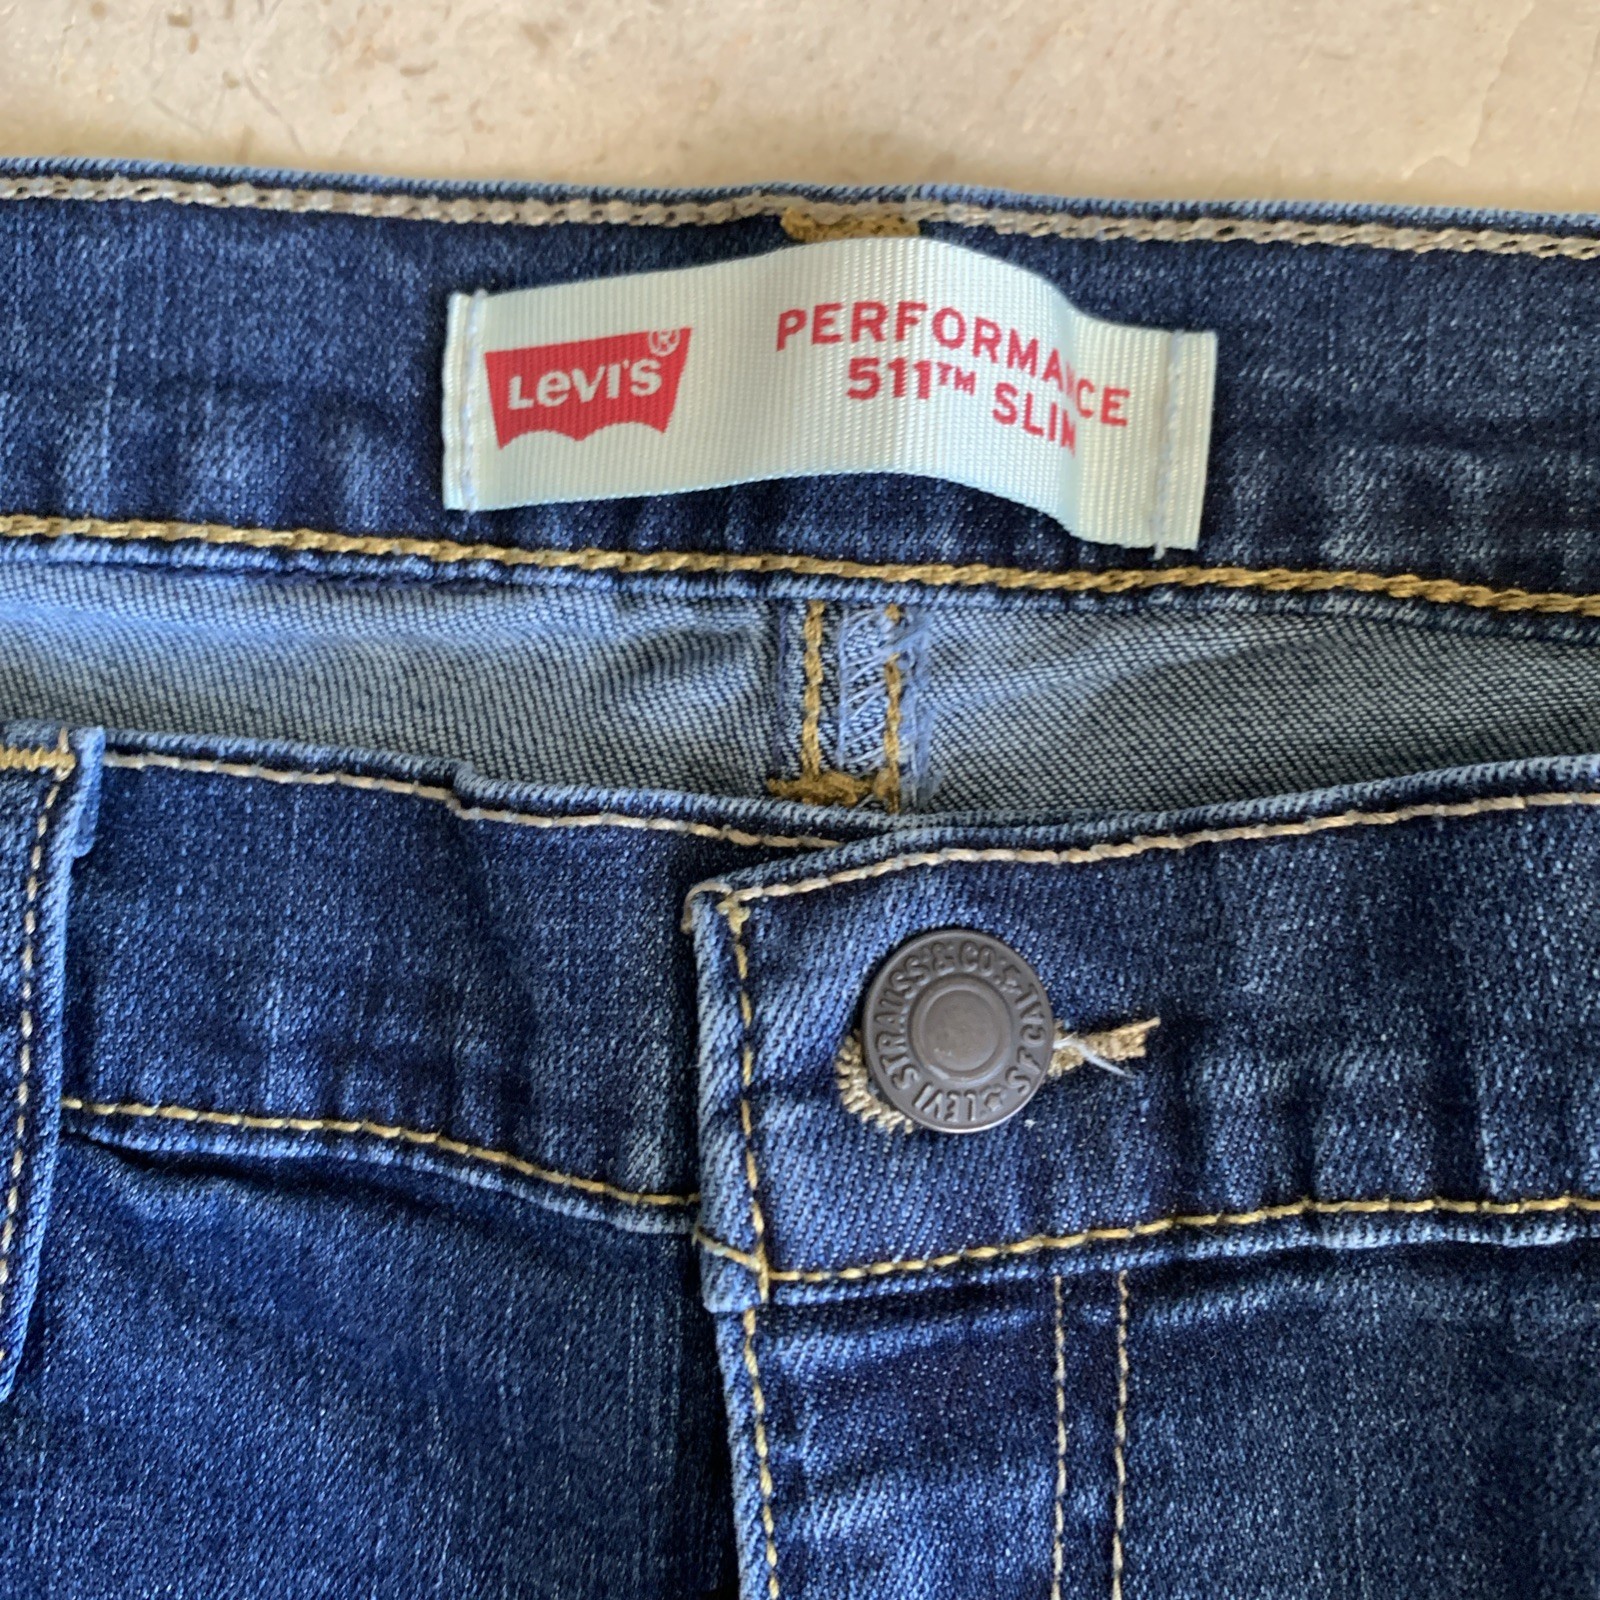 LEVI'S®
PERFORMANCE
511™ SLIM
LEVI STRAUSS & CO. S.F. CAL